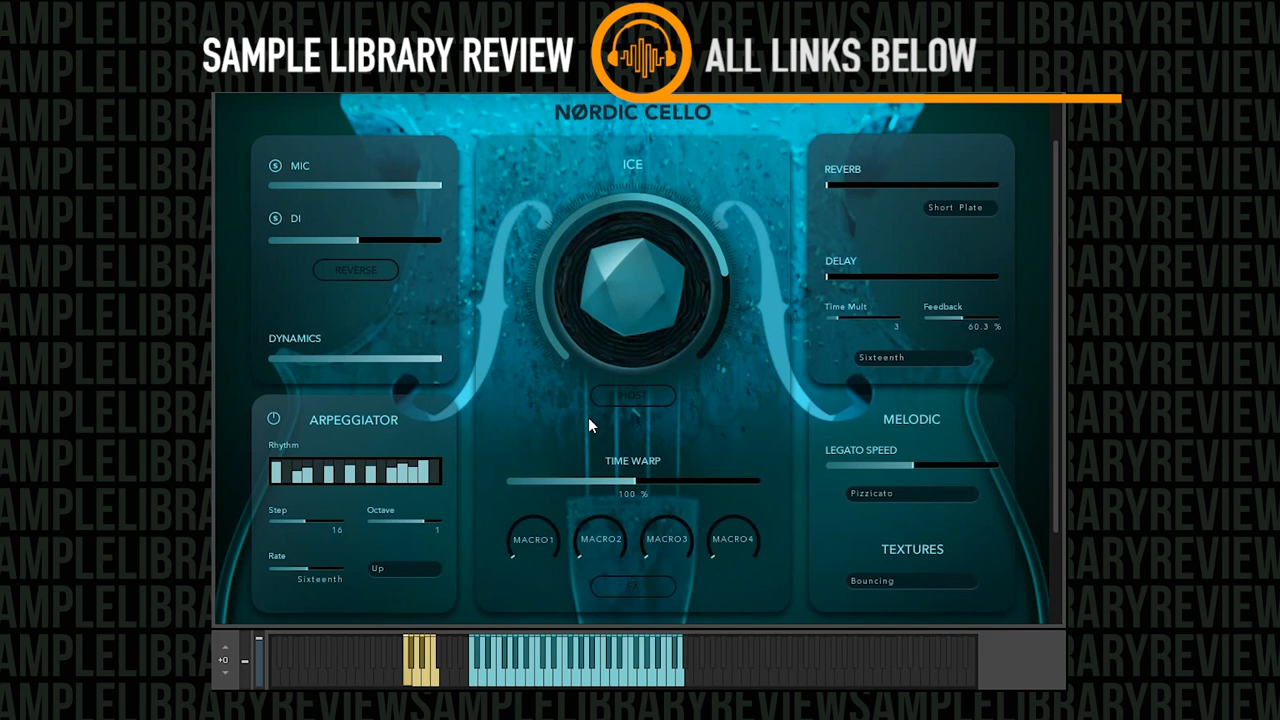 SAMPLE LIBRARY REVIEW
ALL LINKS BELOW
NØRDIC CELLO
S MIC
S DI
REVERSE
DYNAMICS
ICE
HOST
TIME WARP
100 %
MACRO1 MACRO2 MACRO3 MACRO4
FX
REVERB
Short Plate
DELAY
Time Mult Feedback
3 60.3 %
Sixteenth
ARPEGGIATOR
Rhythm
Step Octave
16 1
Rate
Sixteenth
Up
MELODIC
LEGATO SPEED
Pizzicato
TEXTURES
Bouncing
+0